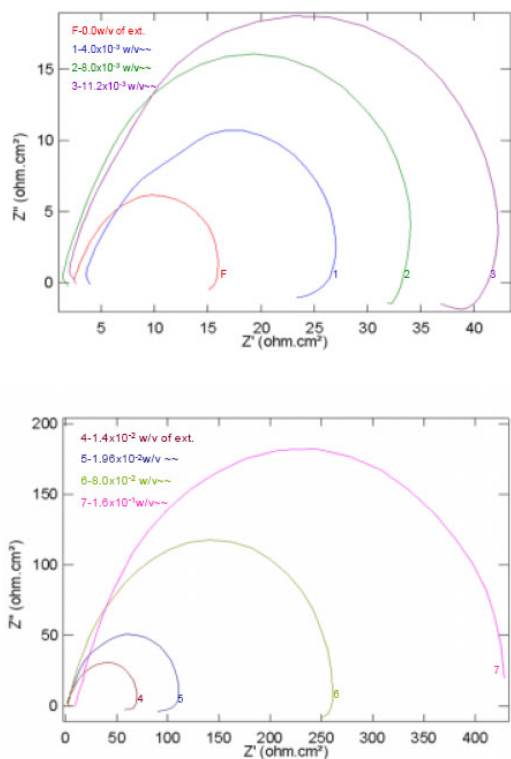 F-0.0w/v of ext.
1-4.0x10⁻³ w/v~~
2-8.0x10⁻³ w/v~~
3-11.2x10⁻³ w/v~~
15
10
5
0
Z'' (ohm.cm²)
F
1
2
3
5 10 15 20 25 30 35 40
Z' (ohm.cm²)
4-1.4x10⁻² w/v of ext.
5-1.96x10⁻²w/v ~~
6-8.0x10⁻² w/v~~
7-1.6x10⁻¹w/v~~
200
150
100
50
0
Z'' (ohm.cm²)
4
5
6
7
0 50 100 150 200 250 300 350 400
Z' (ohm.cm²)